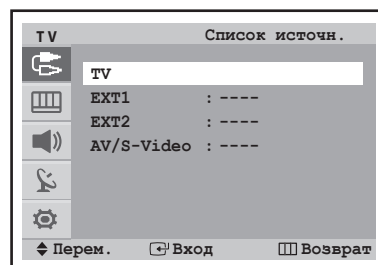 TV Список источн.
TV
EXT1 : ----
EXT2 : ----
AV/S-Video : ----
Перем. Вход Возврат